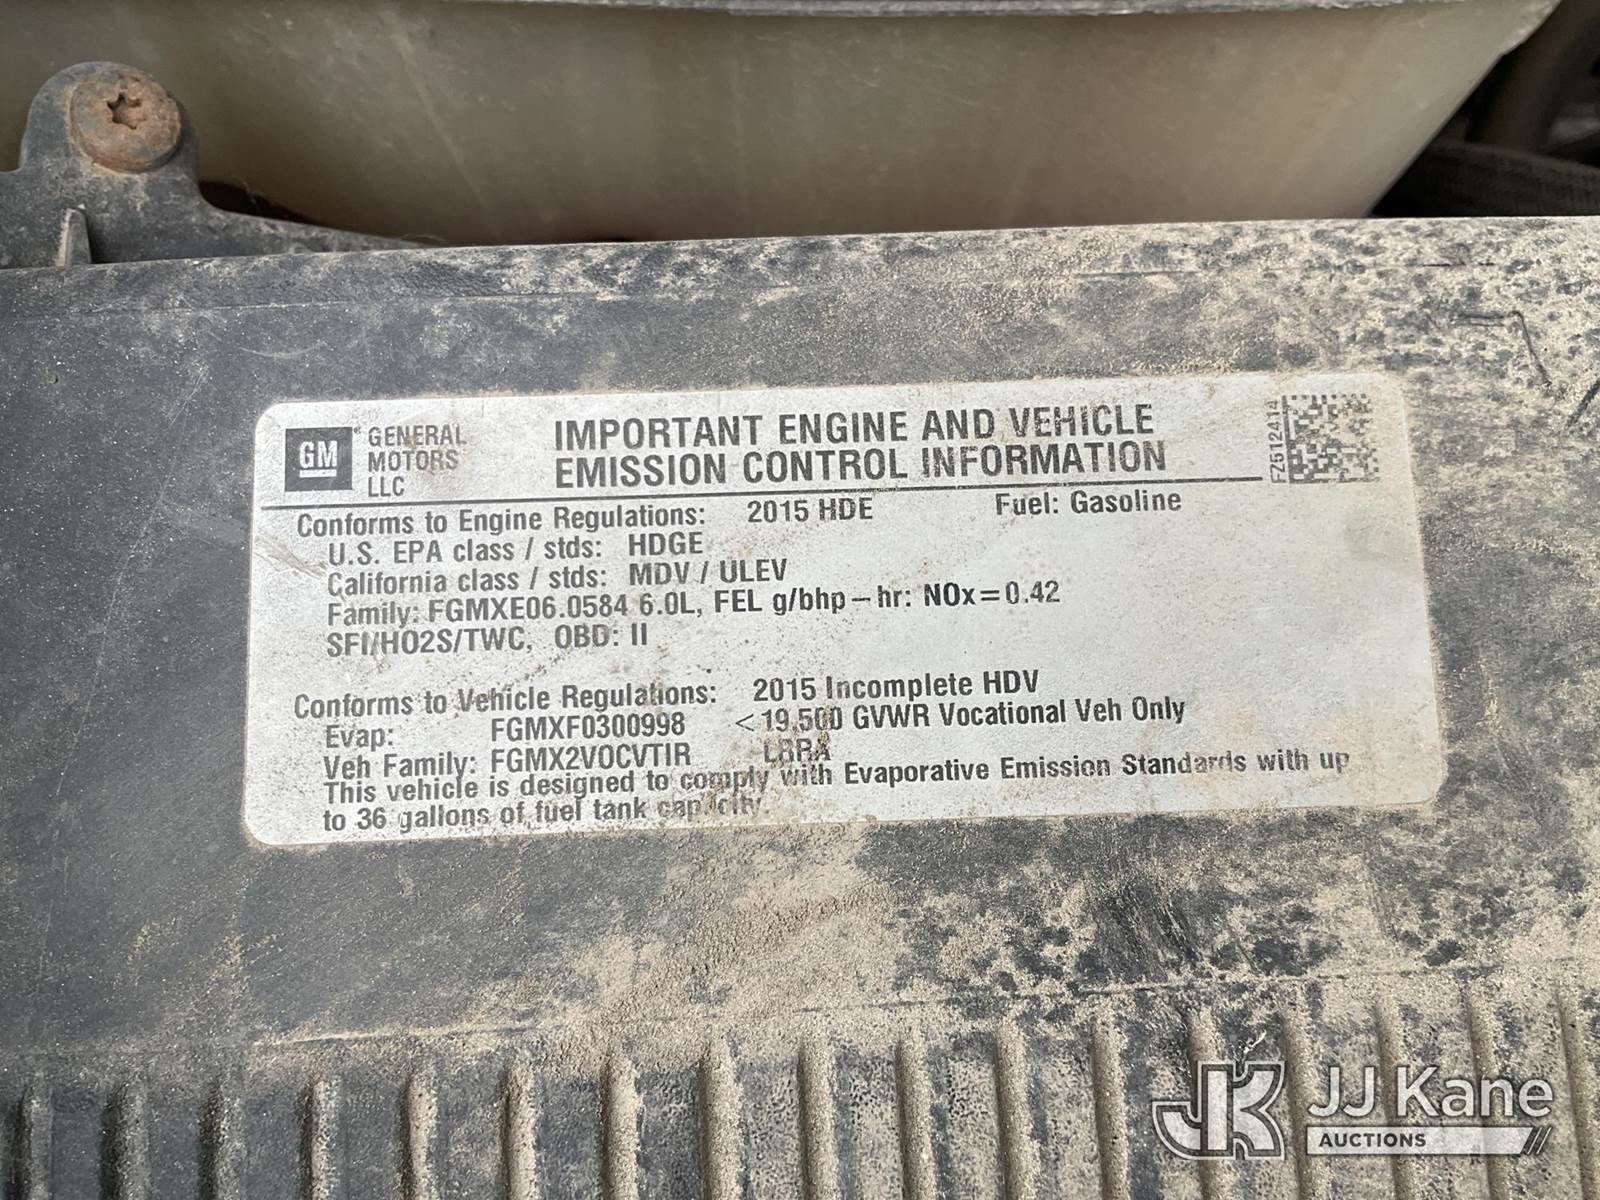 GM
GENERAL
MOTORS
LLC
IMPORTANT ENGINE AND VEHICLE
EMISSION CONTROL INFORMATION
FZ512414
Conforms to Engine Regulations: 2015 HDE Fuel: Gasoline
U.S. EPA class / stds: HDGE
California class / stds: MDV / ULEV
Family: FGMXE06.0584 6.0L, FEL g/bhp-hr: NOx=0.42
SFI/HO2S/TWC, OBD: II
Conforms to Vehicle Regulations: 2015 Incomplete HDV
Evap: FGMXF0300998 <19,500 GVWR Vocational Veh Only
Veh Family: FGMX2VOCVTIR LRRA
This vehicle is designed to comply with Evaporative Emission Standards with up
to 36 gallons of fuel tank capacity.
JK JJ Kane
AUCTIONS